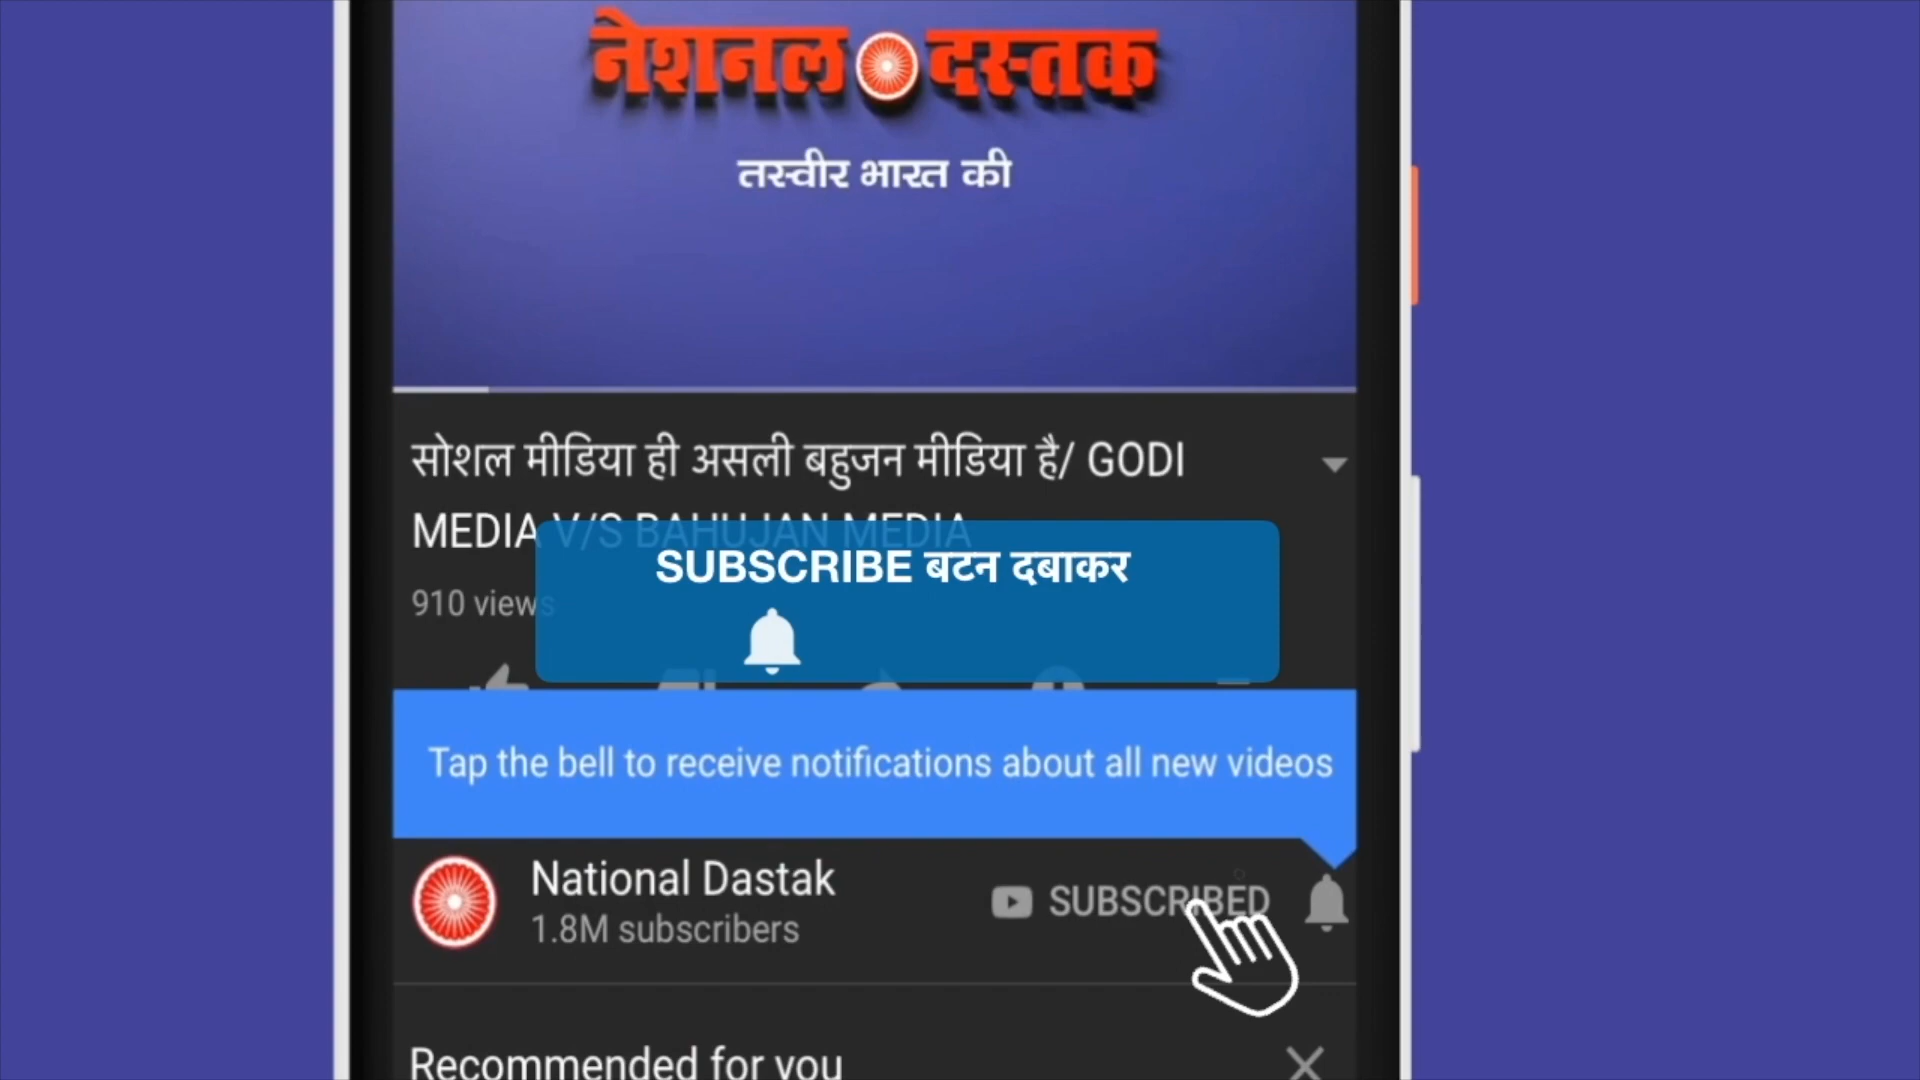 नेशनल दस्तक
तस्वीर भारत की
सोशल मीडिया ही असली बहुजन मीडिया है/ GODI
MEDIA V/S BAHUJAN MEDIA
SUBSCRIBE बटन दबाकर
910 views
Tap the bell to receive notifications about all new videos
National Dastak
1.8M subscribers
SUBSCRIBED
Recommended for you